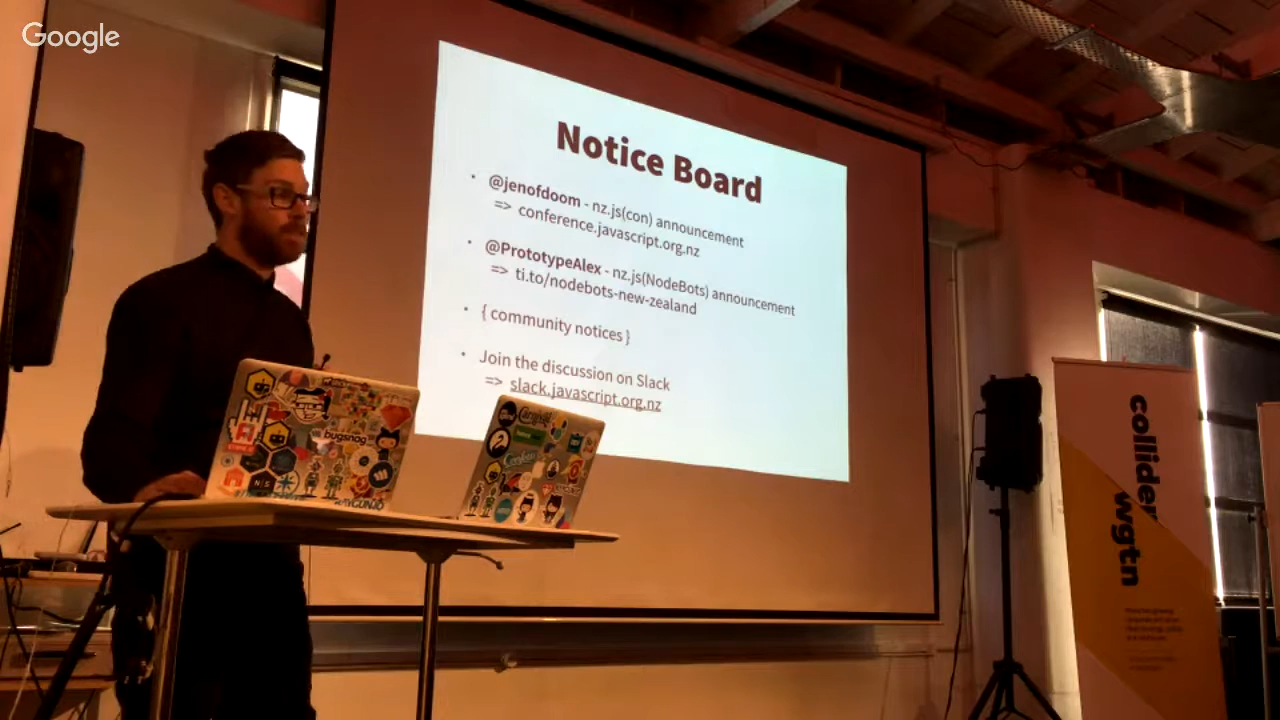 Google
Notice Board
• @jenofdoom - nz.js(con) announcement
=> conference.javascript.org.nz
• @PrototypeAlex - nz.js(NodeBots) announcement
=> ti.to/nodebots-new-zealand
• { community notices }
• Join the discussion on Slack
=> slack.javascript.org.nz
bugsnag
N|S
collider
wgtn